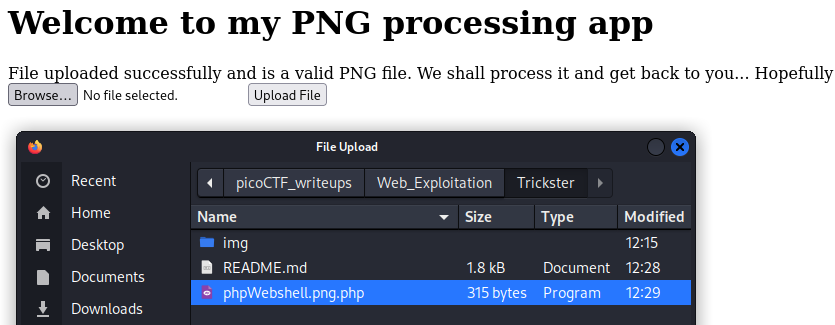 Welcome to my PNG processing app
File uploaded successfully and is a valid PNG file. We shall process it and get back to you... Hopefully
Browse... No file selected. Upload File
File Upload
Recent
Home
Desktop
Documents
Downloads
picoCTF_writeups Web_Exploitation Trickster
Name Size Type Modified
img 12:15
README.md 1.8 kB Document 12:28
phpWebshell.png.php 315 bytes Program 12:29